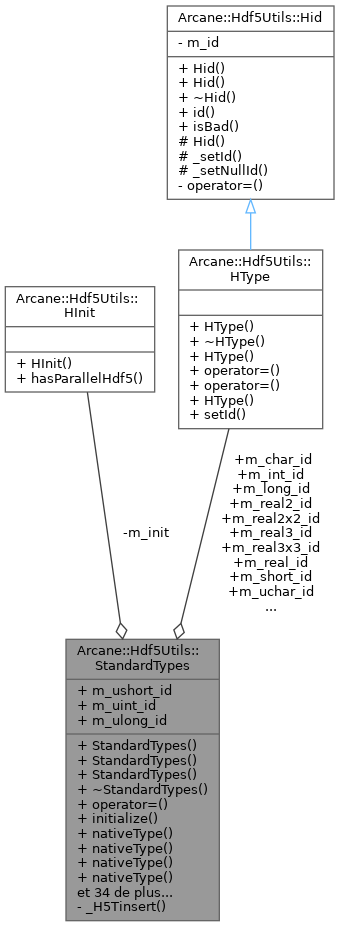 Arcane::Hdf5Utils::Hid
- m_id
+ Hid()
+ Hid()
+ ~Hid()
+ id()
+ isBad()
# Hid()
# _setId()
# _setNullId()
- operator=()
Arcane::Hdf5Utils::
HType
+ HType()
+ ~HType()
+ HType()
+ operator=()
+ operator=()
+ HType()
+ setId()
Arcane::Hdf5Utils::
HInit
+ HInit()
+ hasParallelHdf5()
-m_init
+m_char_id
+m_int_id
+m_long_id
+m_real2_id
+m_real2x2_id
+m_real3_id
+m_real3x3_id
+m_real_id
+m_short_id
+m_uchar_id
...
Arcane::Hdf5Utils::
StandardTypes
+ m_ushort_id
+ m_uint_id
+ m_ulong_id
+ StandardTypes()
+ StandardTypes()
+ StandardTypes()
+ ~StandardTypes()
+ operator=()
+ initialize()
+ nativeType()
+ nativeType()
+ nativeType()
+ nativeType()
et 34 de plus...
- _H5Tinsert()